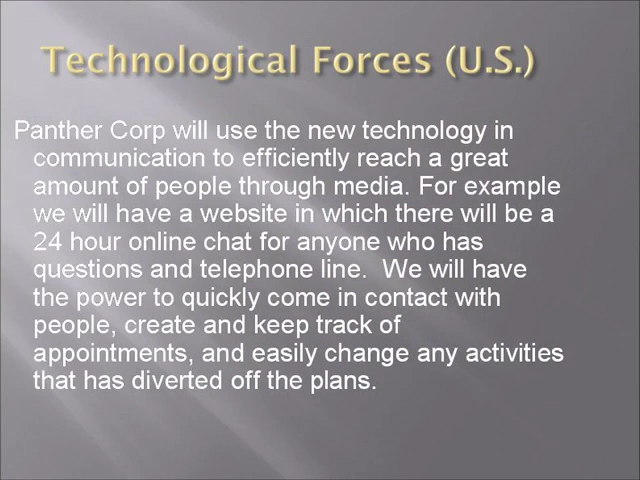 Technological Forces (U.S.)
Panther Corp will use the new technology in
communication to efficiently reach a great
amount of people through media. For example
we will have a website in which there will be a
24 hour online chat for anyone who has
questions and telephone line.  We will have
the power to quickly come in contact with
people, create and keep track of
appointments, and easily change any activities
that has diverted off the plans.